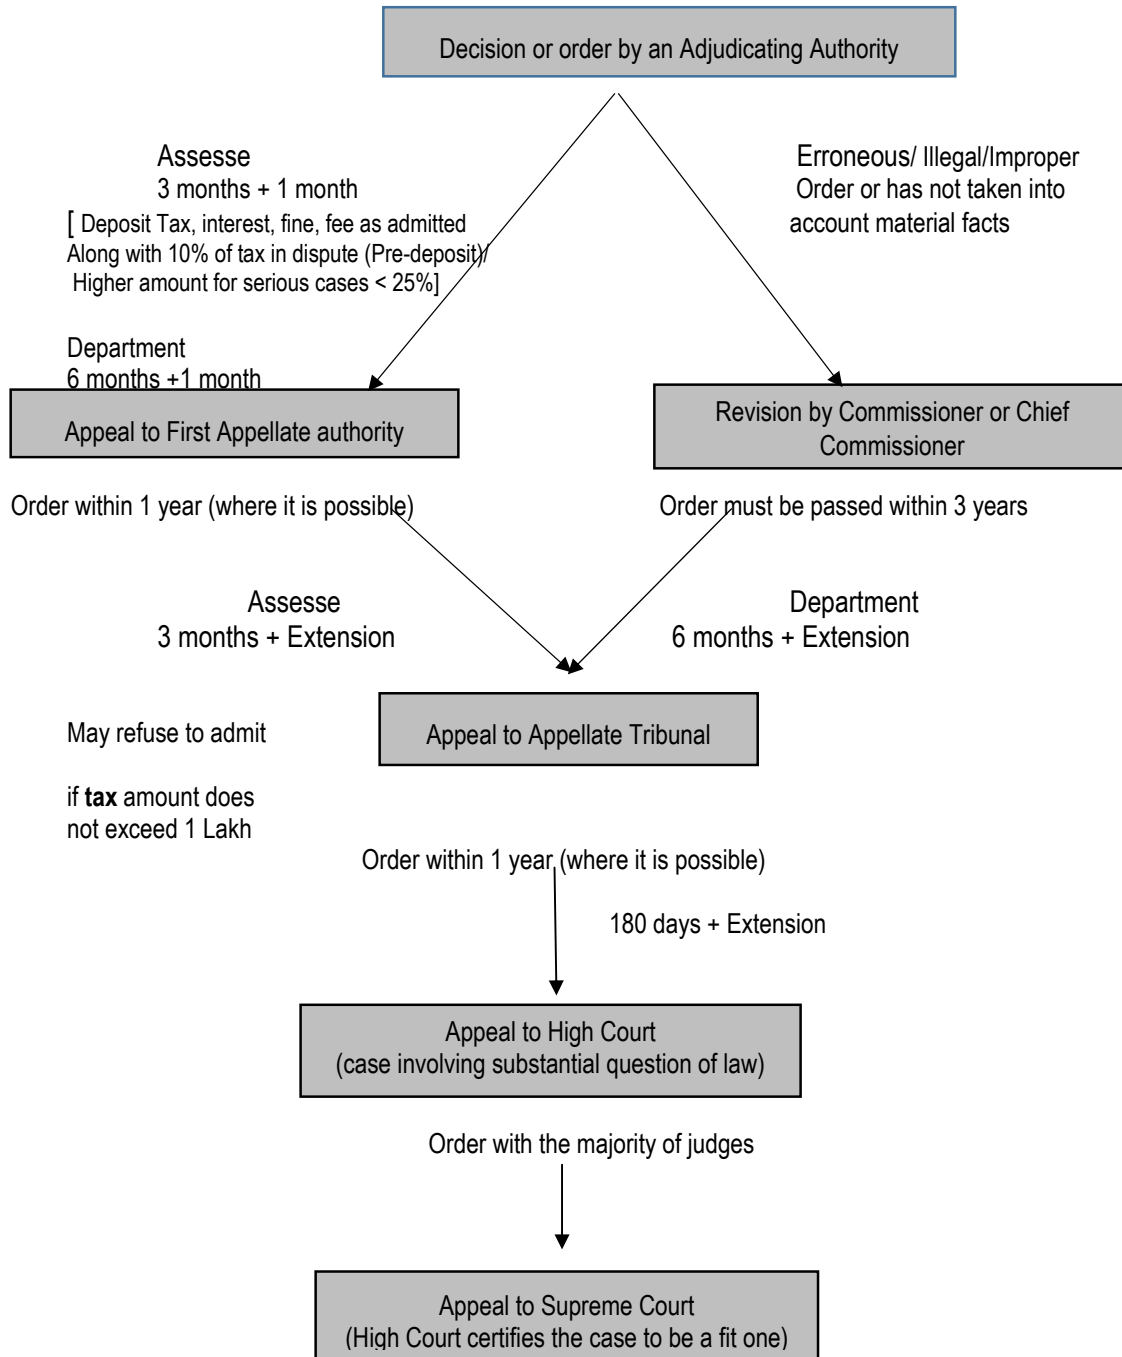 Decision or order by an Adjudicating Authority
Assesse
3 months + 1 month
[ Deposit Tax, interest, fine, fee as admitted
Along with 10% of tax in dispute (Pre-deposit)/
Higher amount for serious cases < 25%]
Erroneous/ Illegal/Improper
Order or has not taken into
account material facts
Department
6 months +1 month
Appeal to First Appellate authority
Revision by Commissioner or Chief
Commissioner
Order within 1 year (where it is possible)
Order must be passed within 3 years
Assesse
3 months + Extension
Department
6 months + Extension
Appeal to Appellate Tribunal
May refuse to admit
if tax amount does
not exceed 1 Lakh
Order within 1 year (where it is possible)
180 days + Extension
Appeal to High Court
(case involving substantial question of law)
Order with the majority of judges
Appeal to Supreme Court
(High Court certifies the case to be a fit one)